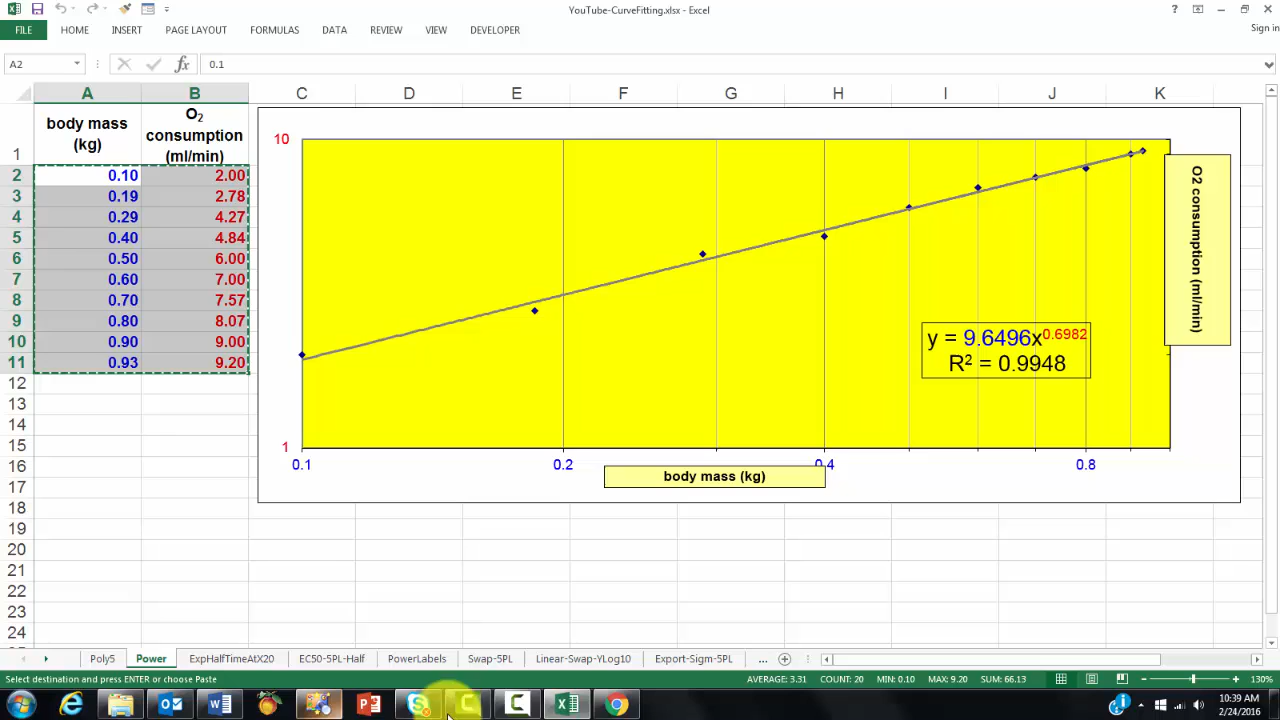 YouTube-CurveFitting.xlsx - Excel
FILE HOME INSERT PAGE LAYOUT FORMULAS DATA REVIEW VIEW DEVELOPER Sign in
A2 fx 0.1
A B C D E F G H I J K
1 body mass (kg) O2 consumption (ml/min)
2 0.10 2.00
3 0.19 2.78
4 0.29 4.27
5 0.40 4.84
6 0.50 6.00
7 0.60 7.00
8 0.70 7.57
9 0.80 8.07
10 0.90 9.00
11 0.93 9.20
12
13
14
15
16
17
18
19
20
21
22
23
24
10
1
0.1 0.2 0.4 0.8
body mass (kg)
O2 consumption (ml/min)
y = 9.6496x^0.6982
R² = 0.9948
Poly5 Power ExpHalfTimeAtX20 EC50-5PL-Half PowerLabels Swap-5PL Linear-Swap-YLog10 Export-Sigm-5PL ...
Select destination and press ENTER or choose Paste AVERAGE: 3.31 COUNT: 20 MIN: 0.10 MAX: 9.20 SUM: 66.13 130%
10:39 AM
2/24/2016